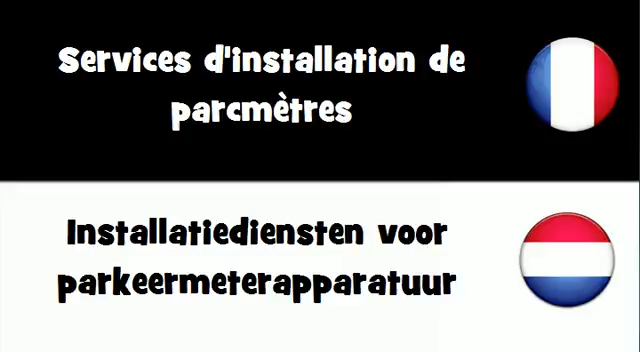 Services d'installation de
parcmètres
Installatiediensten voor
parkeermeterapparatuur